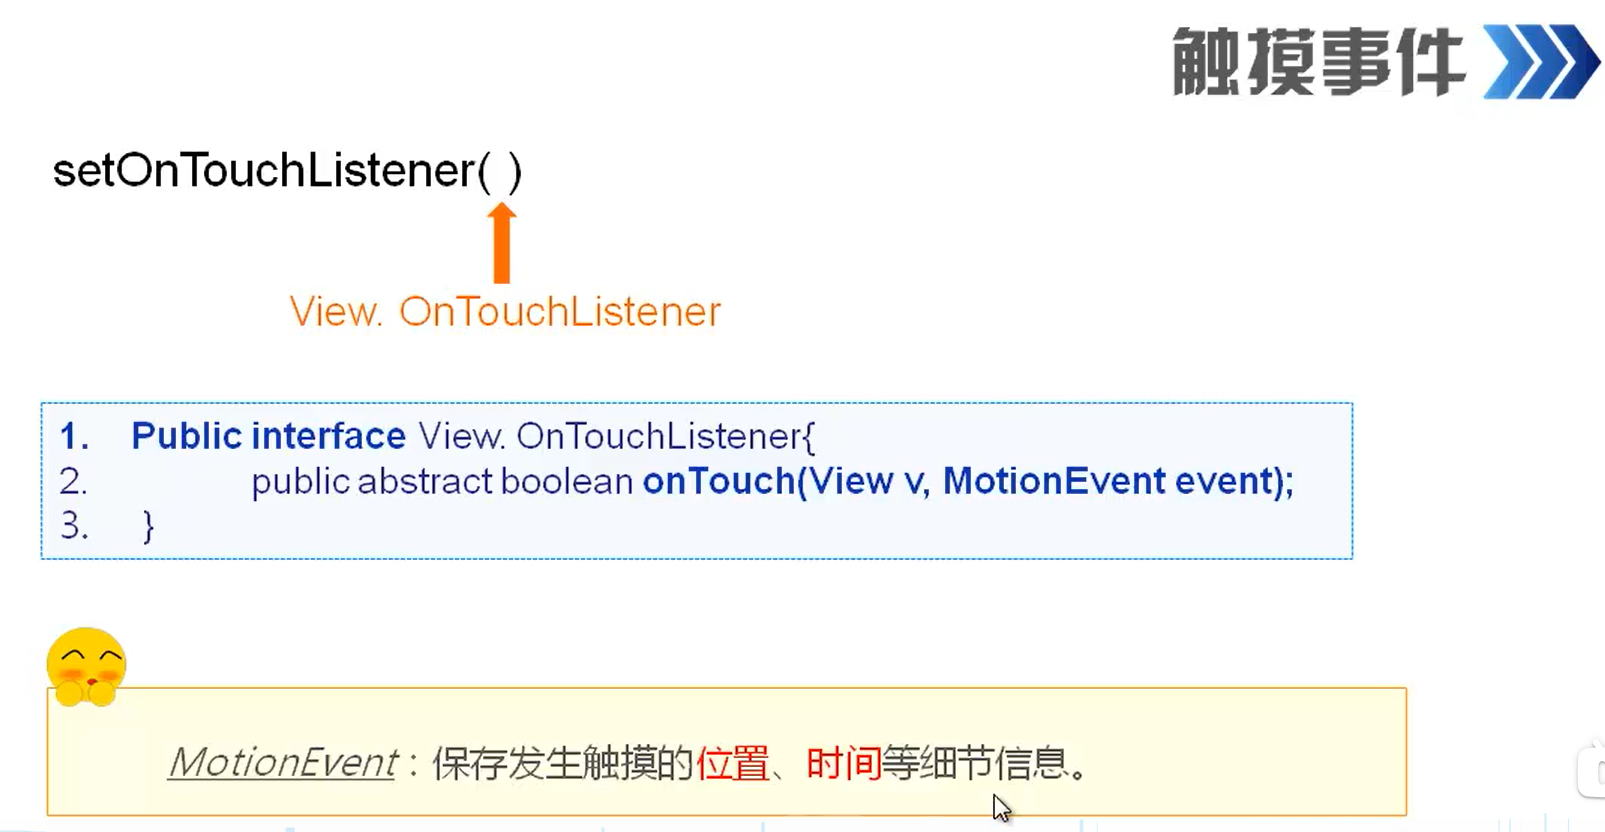 触摸事件
setOnTouchListener( )
View. OnTouchListener
1. Public interface View. OnTouchListener{
2. public abstract boolean onTouch(View v, MotionEvent event);
3. }
MotionEvent：保存发生触摸的位置、时间等细节信息。